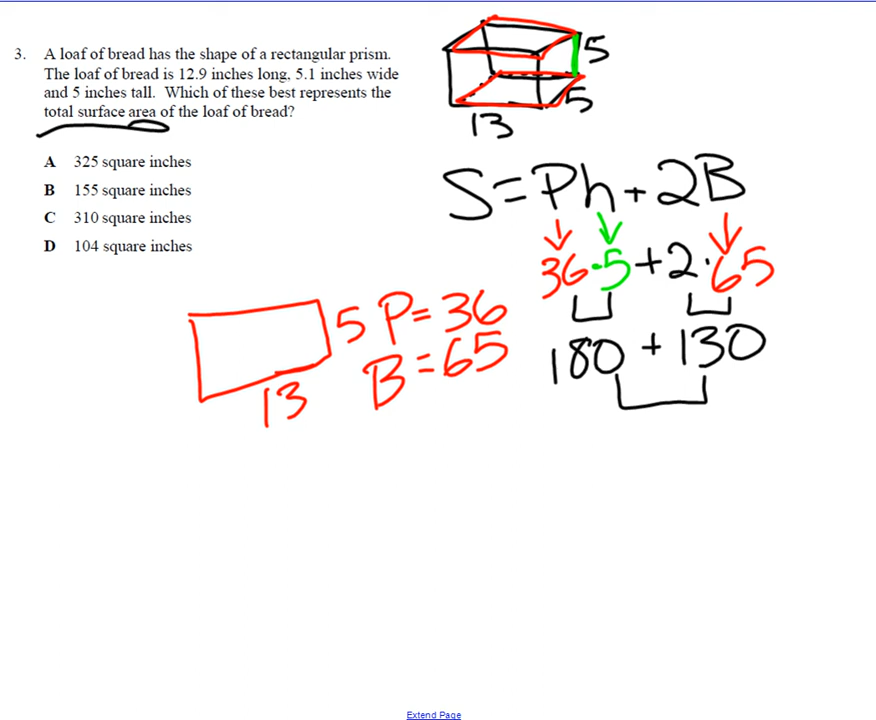 3. A loaf of bread has the shape of a rectangular prism.
The loaf of bread is 12.9 inches long, 5.1 inches wide
and 5 inches tall. Which of these best represents the
total surface area of the loaf of bread?
5
5
13
A 325 square inches
B 155 square inches
C 310 square inches
D 104 square inches
S=Ph+2B
36·5+2·65
180+130
5
13
P=36
B=65
Extend Page